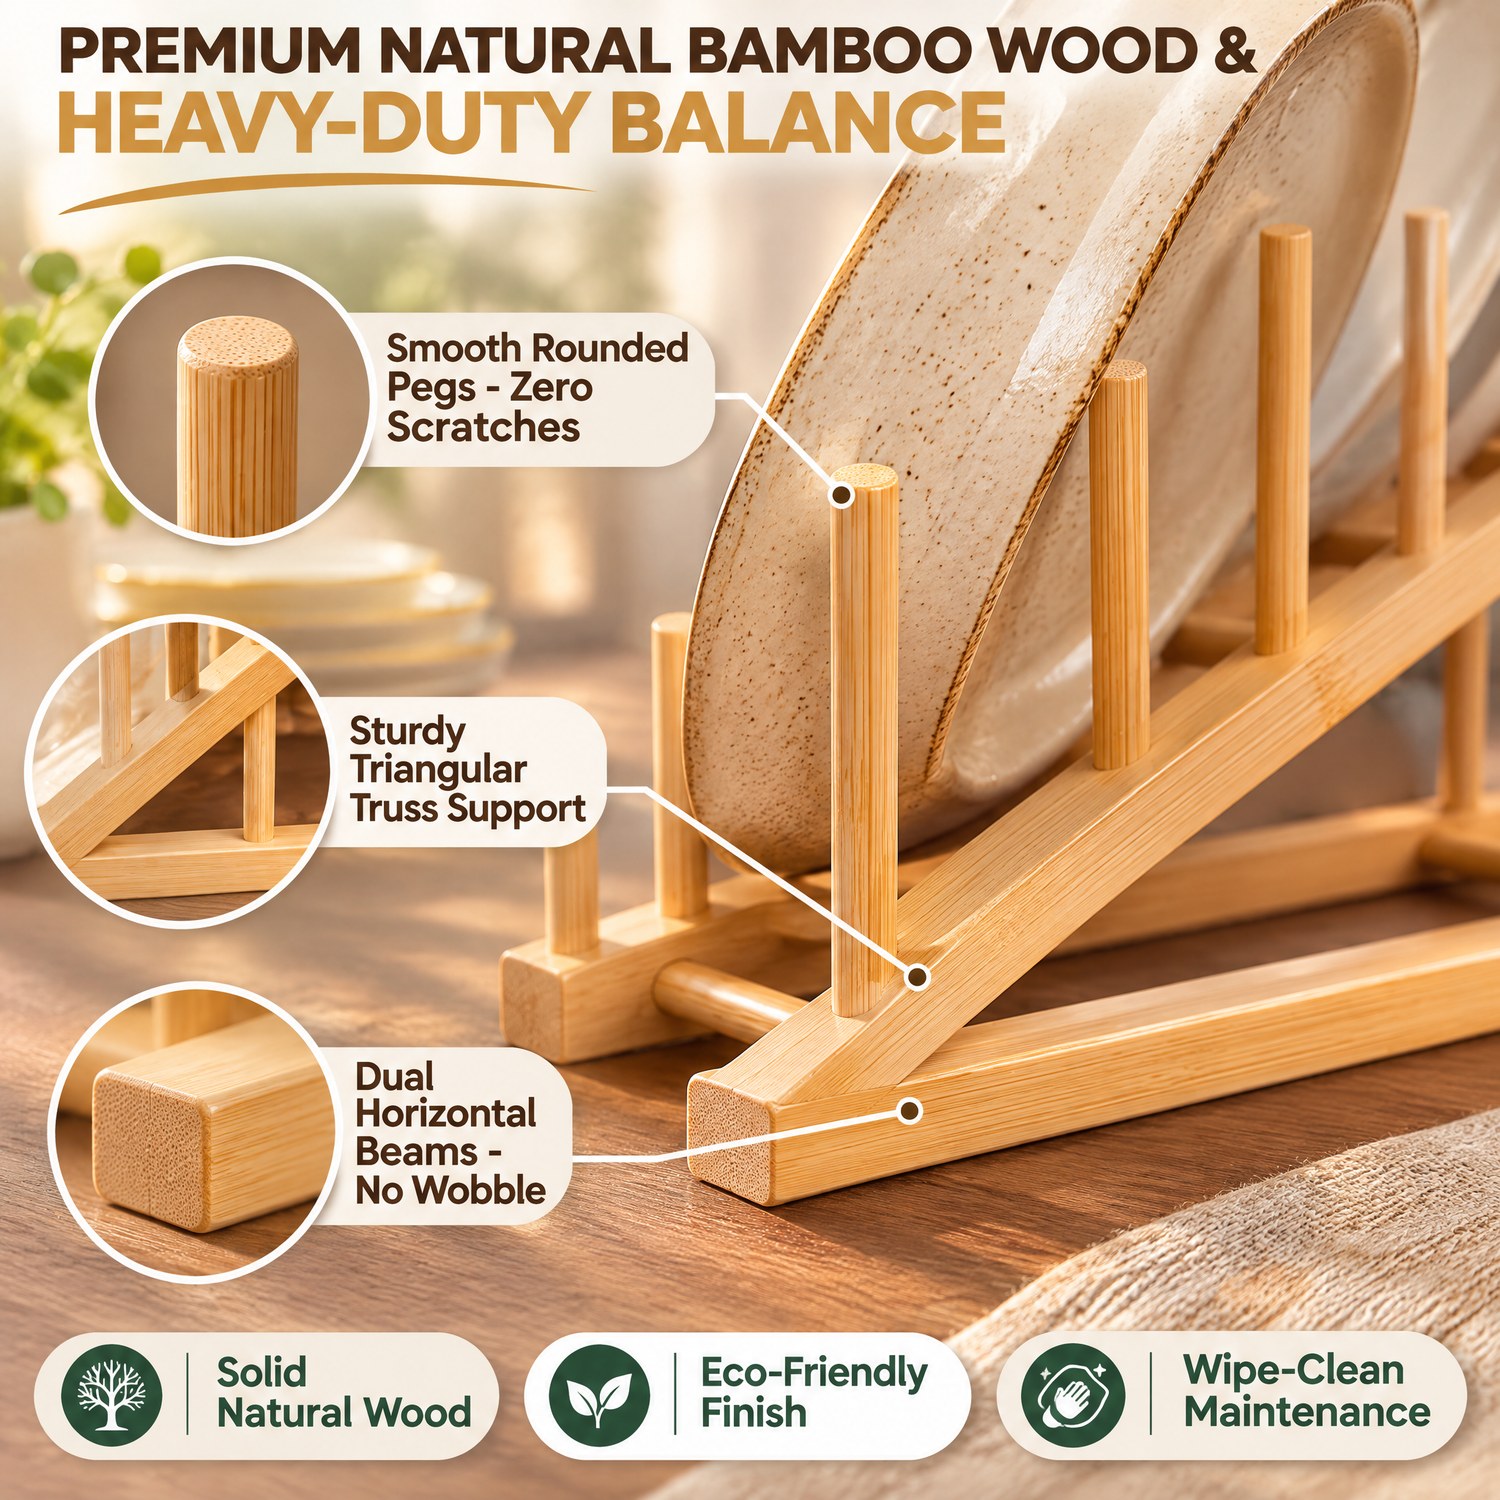 PREMIUM NATURAL BAMBOO WOOD &
HEAVY-DUTY BALANCE
Smooth Rounded
Pegs - Zero
Scratches
Sturdy
Triangular
Truss Support
Dual
Horizontal
Beams -
No Wobble
Solid
Natural Wood
Eco-Friendly
Finish
Wipe-Clean
Maintenance